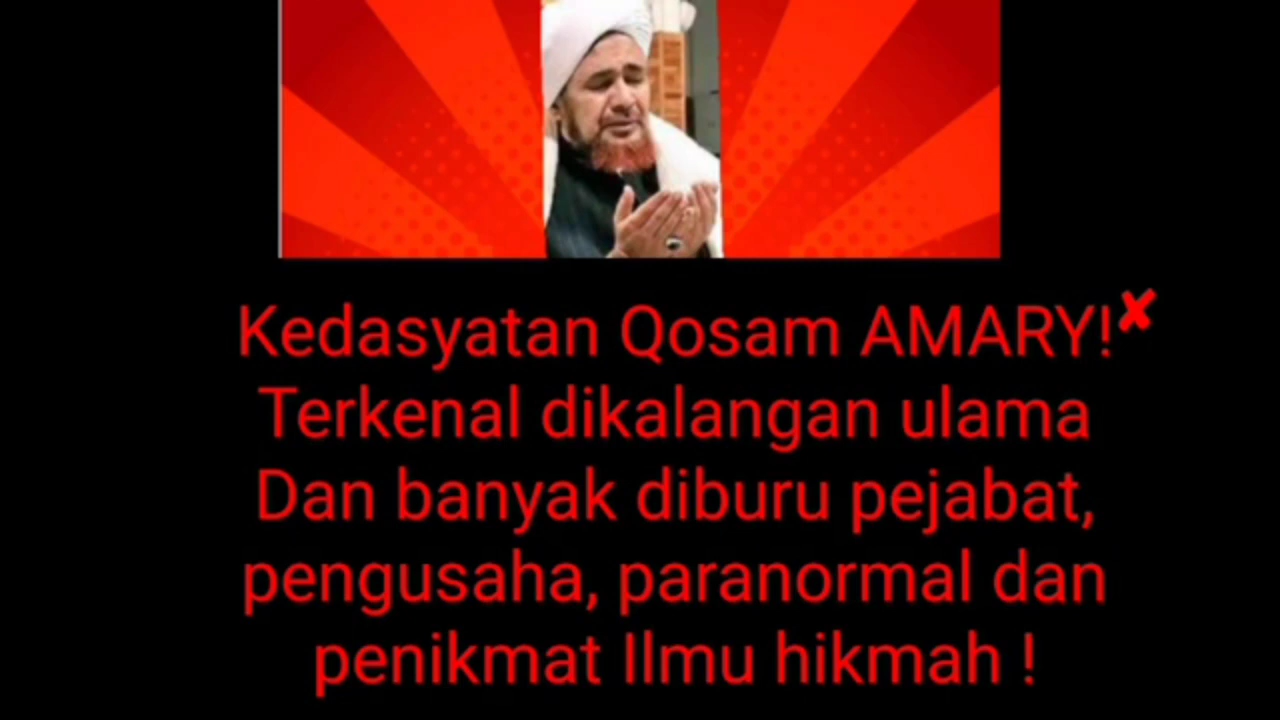 Kedasyatan Qosam AMARY!✘
Terkenal dikalangan ulama
Dan banyak diburu pejabat,
pengusaha, paranormal dan
penikmat Ilmu hikmah !